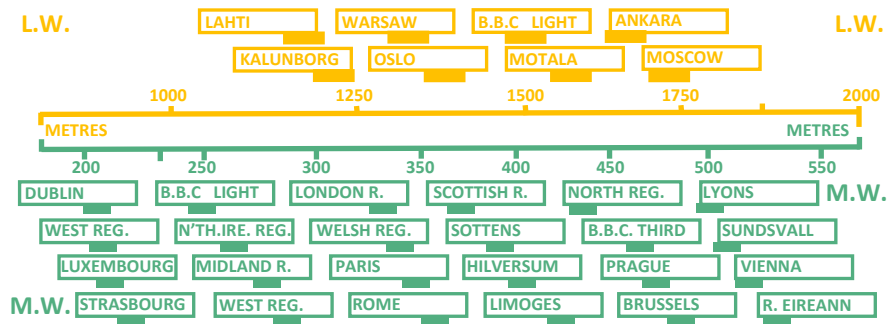 L.W. LAHTI WARSAW B.B.C LIGHT ANKARA L.W.
KALUNBORG OSLO MOTALA MOSCOW
1000 1250 1500 1750 2000
METRES
METRES METRES
200 250 300 350 400 450 500 550
DUBLIN B.B.C LIGHT LONDON R. SCOTTISH R. NORTH REG. LYONS M.W.
WEST REG. N'TH.IRE. REG. WELSH REG. SOTTENS B.B.C. THIRD SUNDSVALL
LUXEMBOURG MIDLAND R. PARIS HILVERSUM PRAGUE VIENNA
M.W. STRASBOURG WEST REG. ROME LIMOGES BRUSSELS R. EIREANN